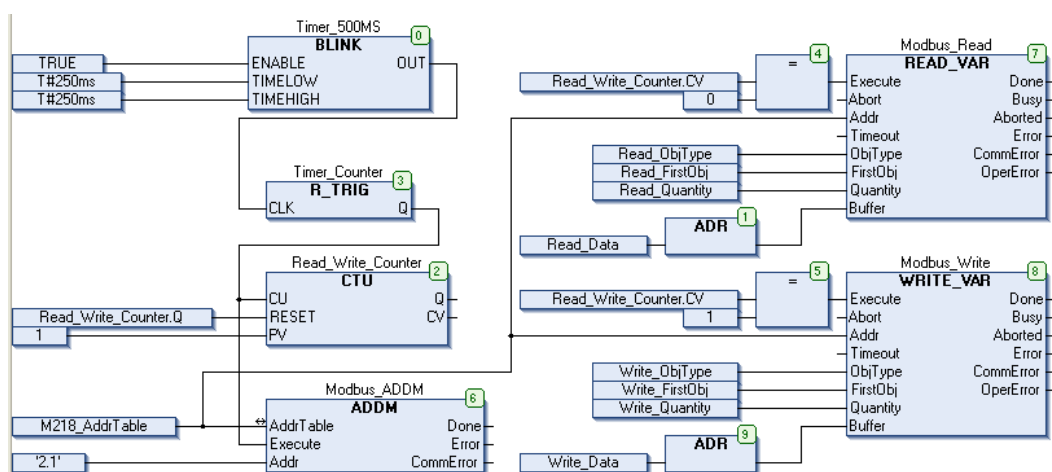 Timer_500MS
0
BLINK
TRUE
ENABLE OUT
T#250ms
TIMELOW
T#250ms
TIMEHIGH
Timer_Counter
3
R_TRIG
CLK Q
Read_Write_Counter
2
CTU
CU Q
Read_Write_Counter.Q
RESET CV
1
PV
Modbus_ADDM
6
ADDM
M218_AddrTable
AddrTable Done
Execute Error
'2.1'
Addr CommError
4
=
Read_Write_Counter.CV
0
Modbus_Read
7
READ_VAR
Execute Done
Abort Busy
Addr Aborted
Timeout Error
Read_ObjType
ObjType CommError
Read_FirstObj
FirstObj OperError
Read_Quantity
Quantity
Buffer
1
ADR
Read_Data
5
=
Read_Write_Counter.CV
1
Modbus_Write
8
WRITE_VAR
Execute Done
Abort Busy
Addr Aborted
Timeout Error
Write_ObjType
ObjType CommError
Write_FirstObj
FirstObj OperError
Write_Quantity
Quantity
Buffer
9
ADR
Write_Data